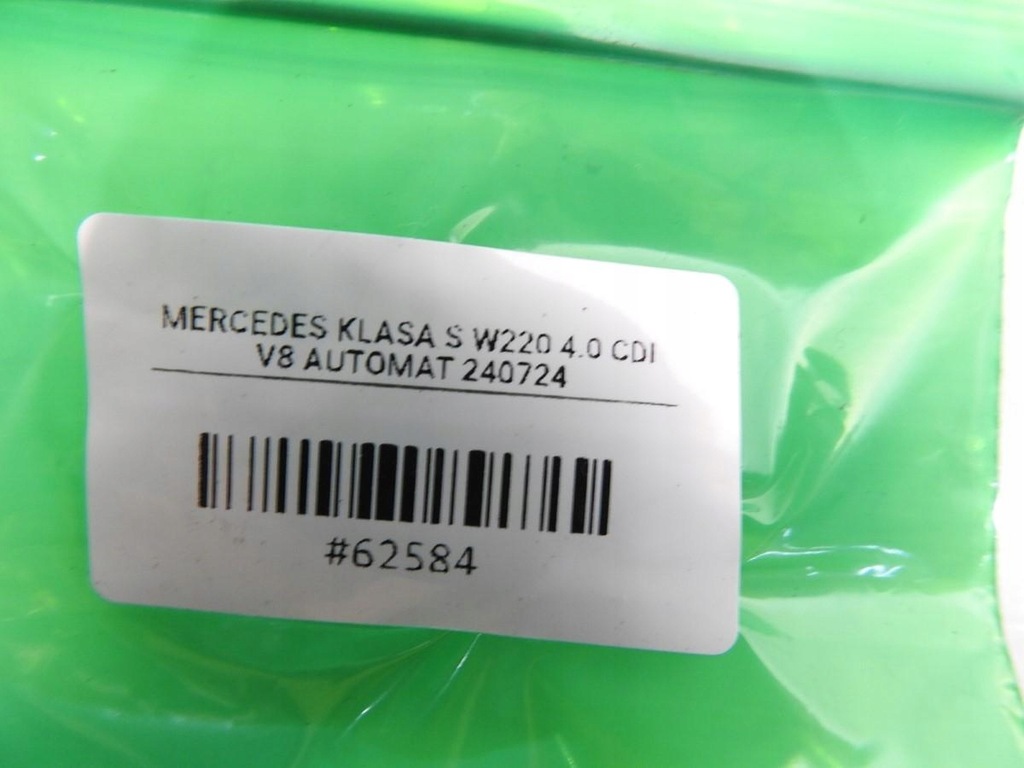 MERCEDES KLASA S W220 4.0 CDI
V8 AUTOMAT 240724
#62584